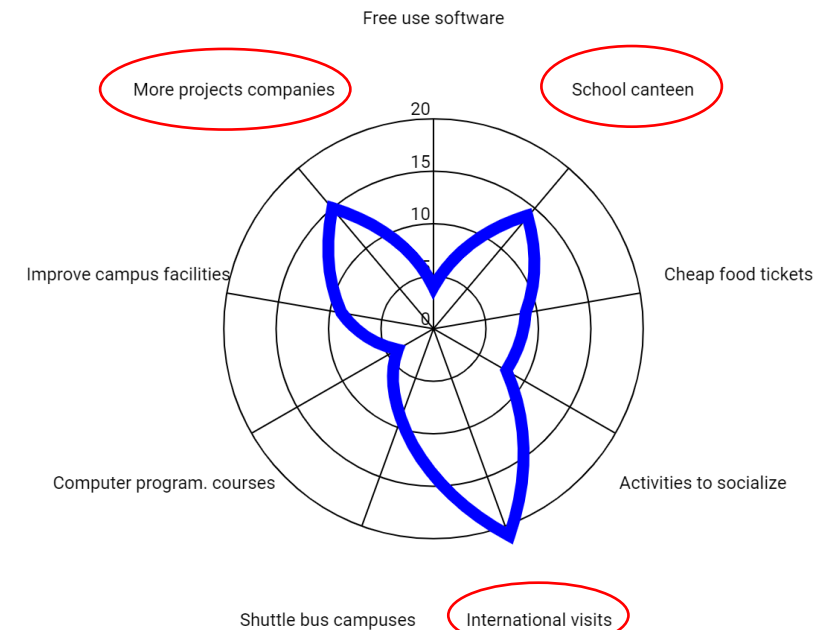 Free use software
More projects companies
School canteen
20
15
10
5
0
Improve campus facilities
Cheap food tickets
Computer program. courses
Activities to socialize
Shuttle bus campuses
International visits